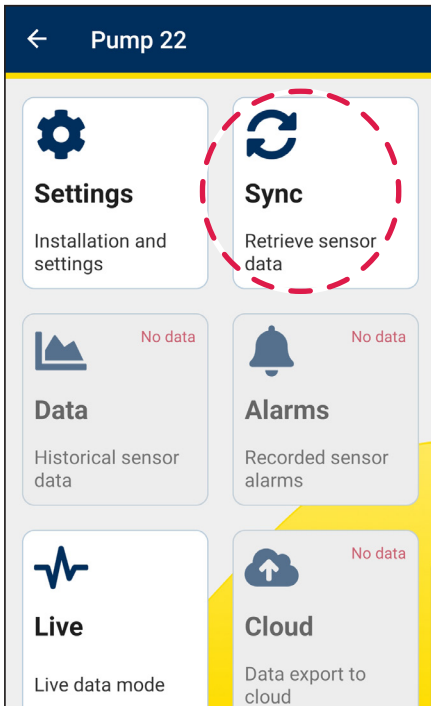 Pump 22
Settings
Installation and
settings
Sync
Retrieve sensor
data
No data
Data
Historical sensor
data
No data
Alarms
Recorded sensor
alarms
Live
Live data mode
No data
Cloud
Data export to
cloud